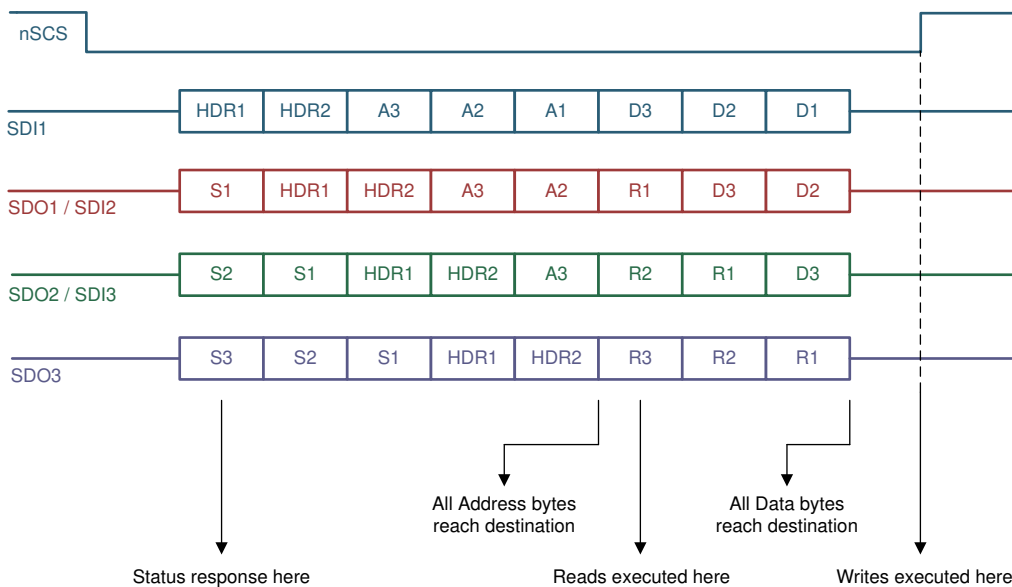 nSCS
HDR1 HDR2 A3 A2 A1 D3 D2 D1
SDI1
S1 HDR1 HDR2 A3 A2 R1 D3 D2
SDO1 / SDI2
S2 S1 HDR1 HDR2 A3 R2 R1 D3
SDO2 / SDI3
S3 S2 S1 HDR1 HDR2 R3 R2 R1
SDO3
All Address bytes
reach destination
All Data bytes
reach destination
Status response here
Reads executed here
Writes executed here